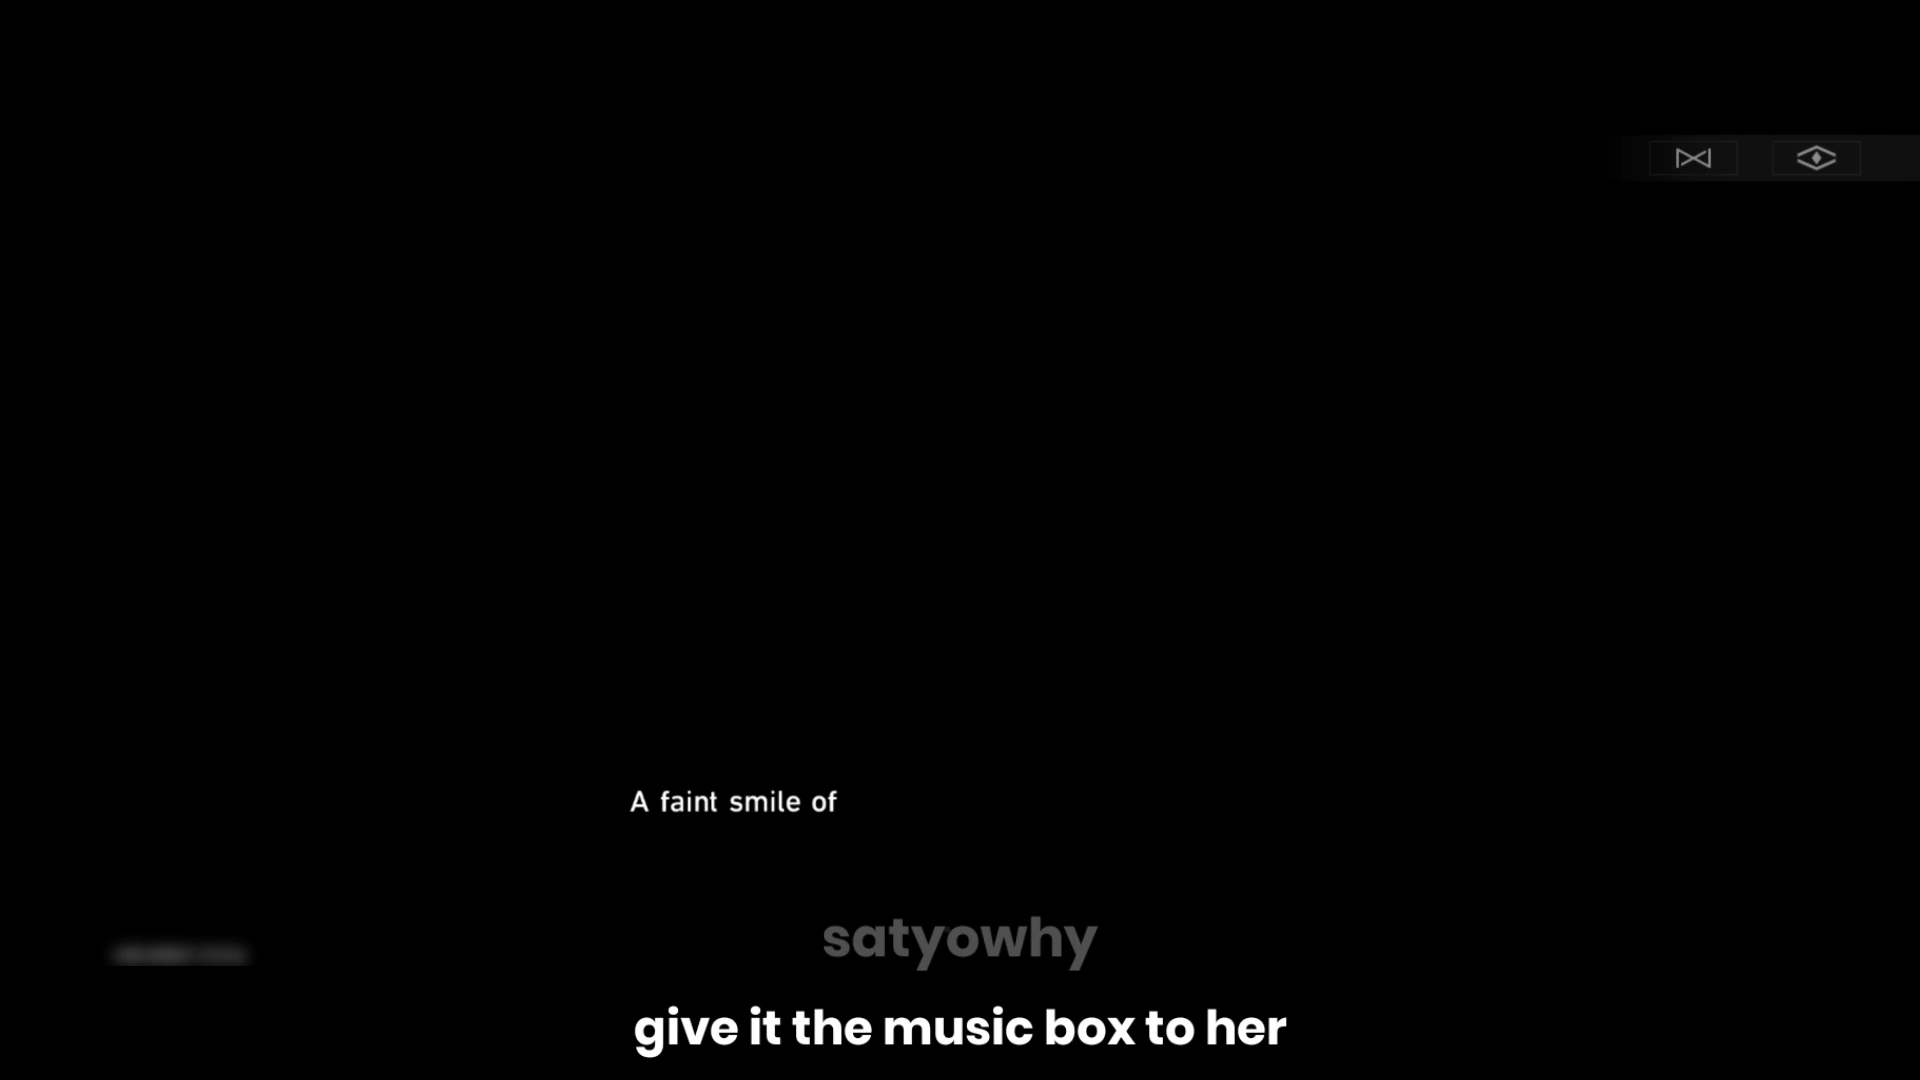 A faint smile of
satyowhy
give it the music box to her